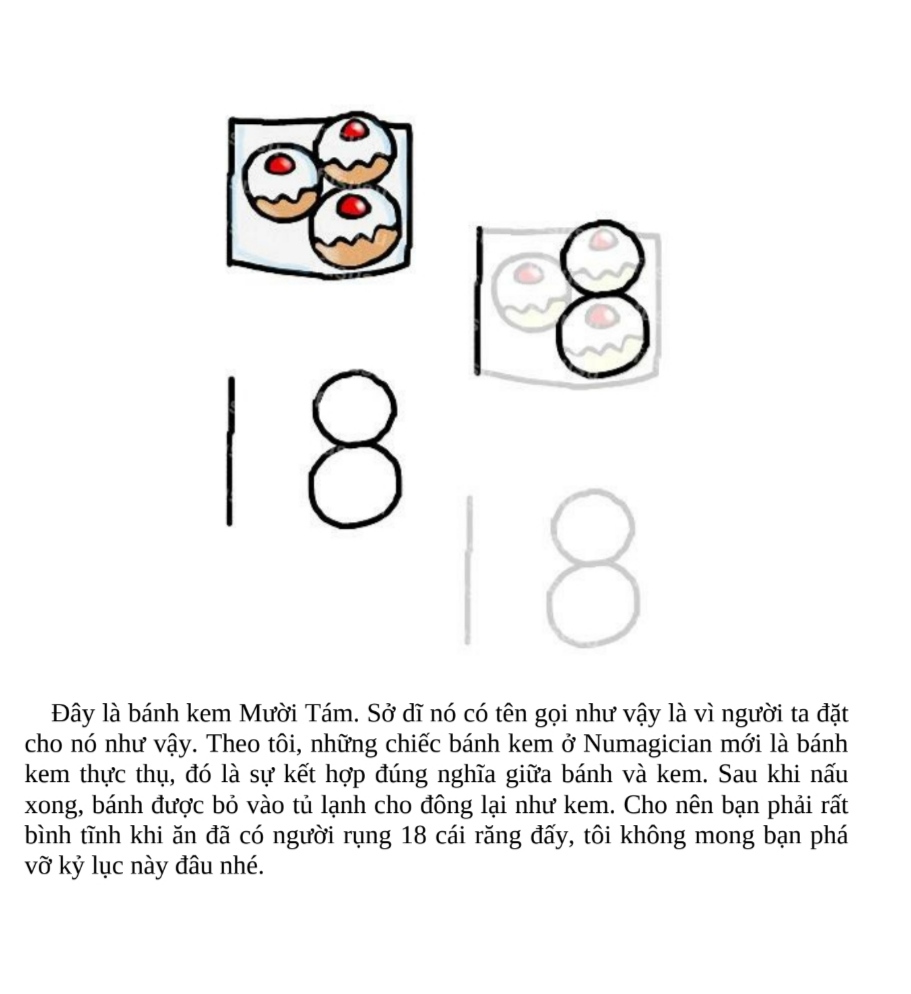 18
18
Đây là bánh kem Mười Tám. Sở dĩ nó có tên gọi như vậy là vì người ta đặt
cho nó như vậy. Theo tôi, những chiếc bánh kem ở Numagician mới là bánh
kem thực thụ, đó là sự kết hợp đúng nghĩa giữa bánh và kem. Sau khi nấu
xong, bánh được bỏ vào tủ lạnh cho đông lại như kem. Cho nên bạn phải rất
bình tĩnh khi ăn đã có người rụng 18 cái răng đấy, tôi không mong bạn phá
vỡ kỷ lục này đâu nhé.